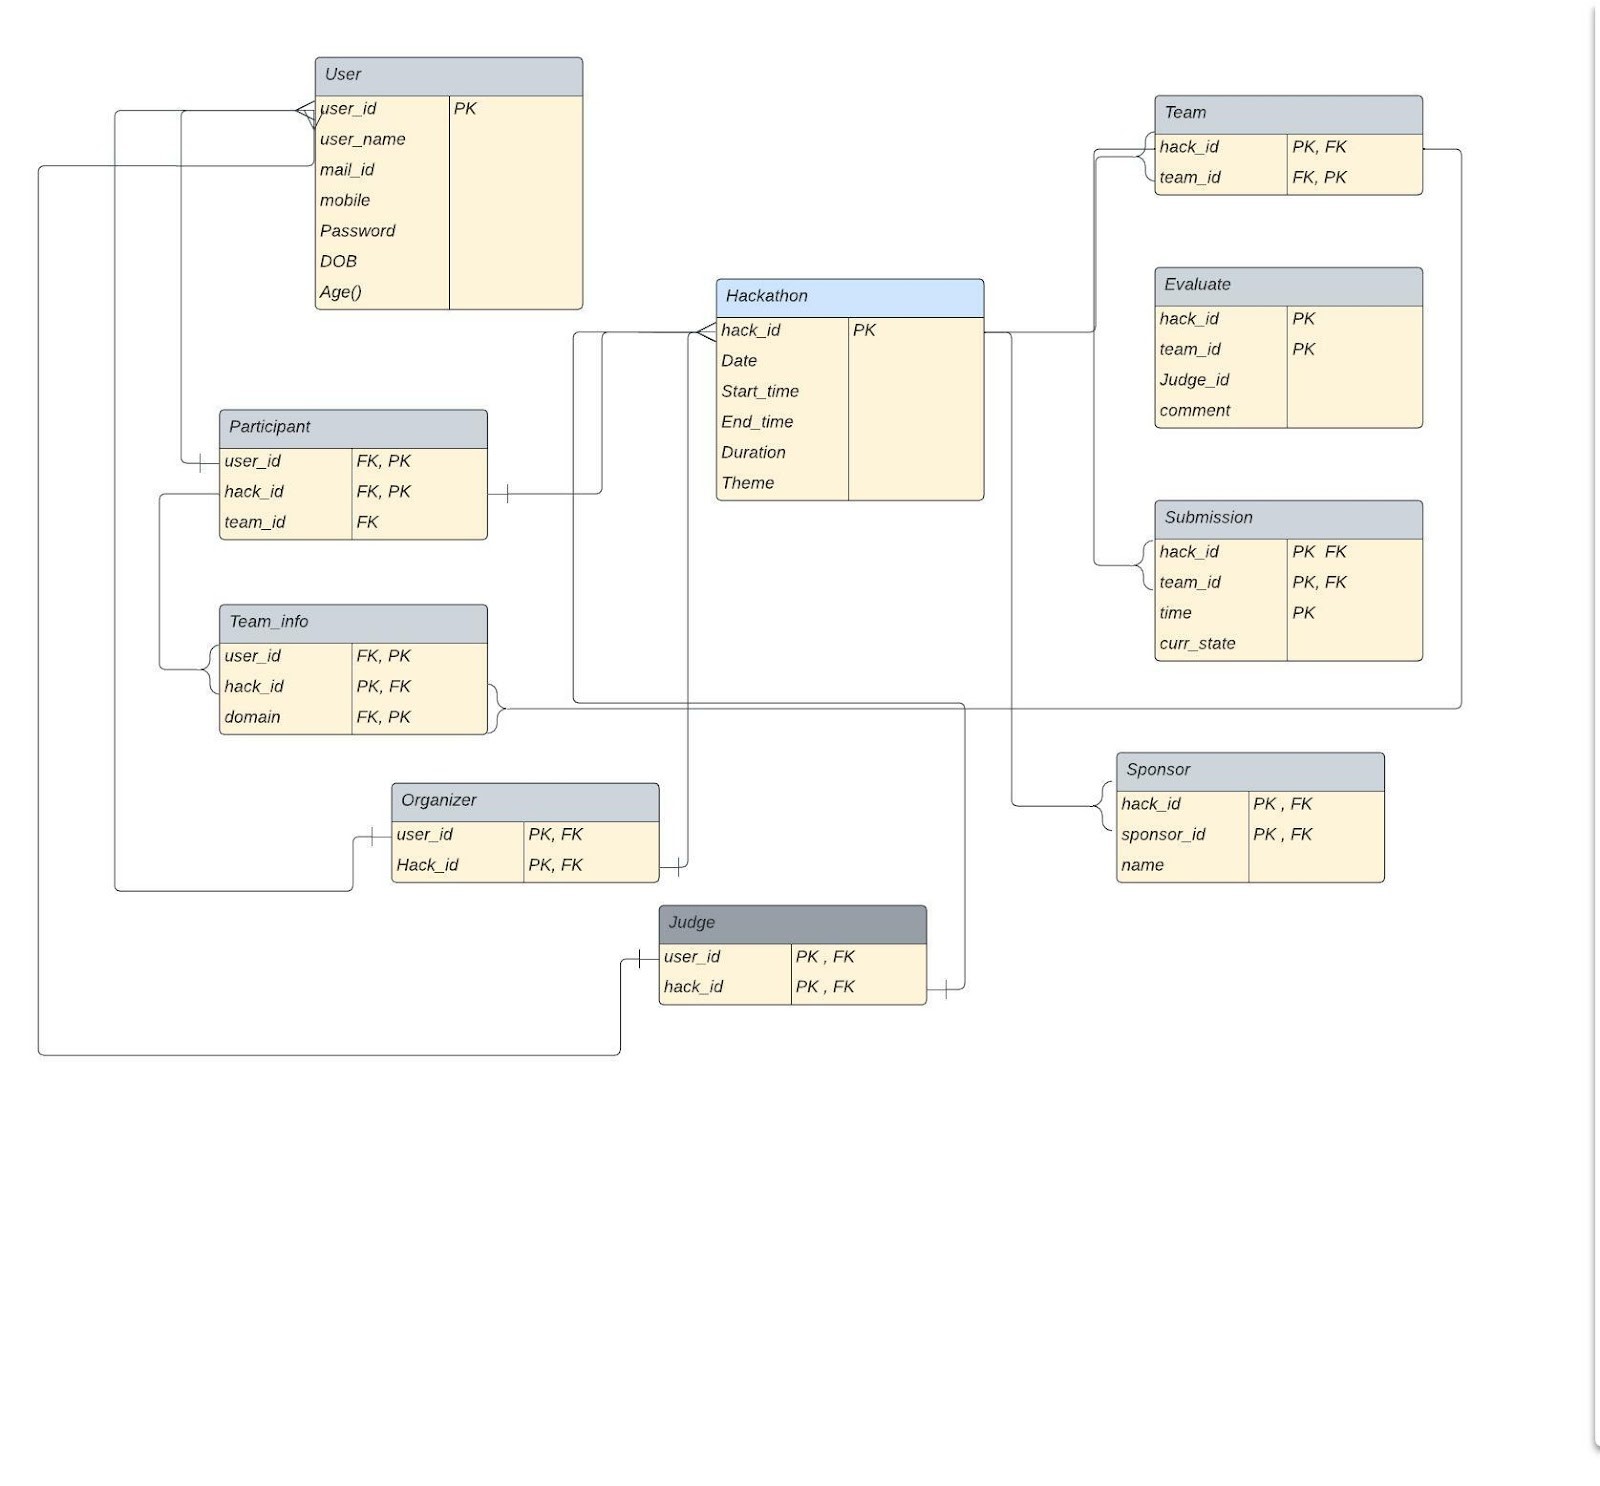 User
user_id PK
user_name
mail_id
mobile
Password
DOB
Age()
Team
hack_id PK, FK
team_id FK, PK
Evaluate
hack_id PK
team_id PK
Judge_id
comment
Hackathon
hack_id PK
Date
Start_time
End_time
Duration
Theme
Participant
user_id FK, PK
hack_id FK, PK
team_id FK
Submission
hack_id PK FK
team_id PK, FK
time PK
curr_state
Team_info
user_id FK, PK
hack_id PK, FK
domain FK, PK
Sponsor
hack_id PK , FK
sponsor_id PK , FK
name
Organizer
user_id PK, FK
Hack_id PK, FK
Judge
user_id PK , FK
hack_id PK , FK